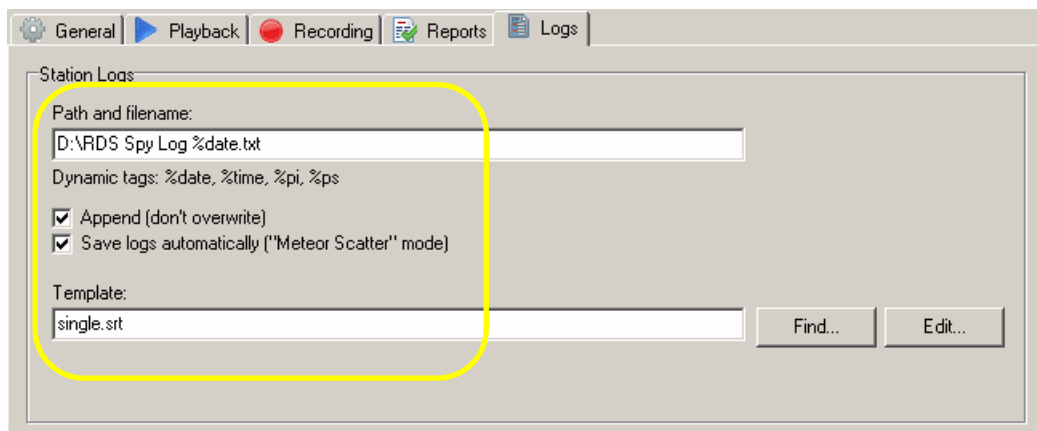 General Playback Recording Reports Logs
Station Logs
Path and filename:
D:\RDS Spy Log %date.txt
Dynamic tags: %date, %time, %pi, %ps
Append (don't overwrite)
Save logs automatically ("Meteor Scatter" mode)
Template:
single.srt Find... Edit...